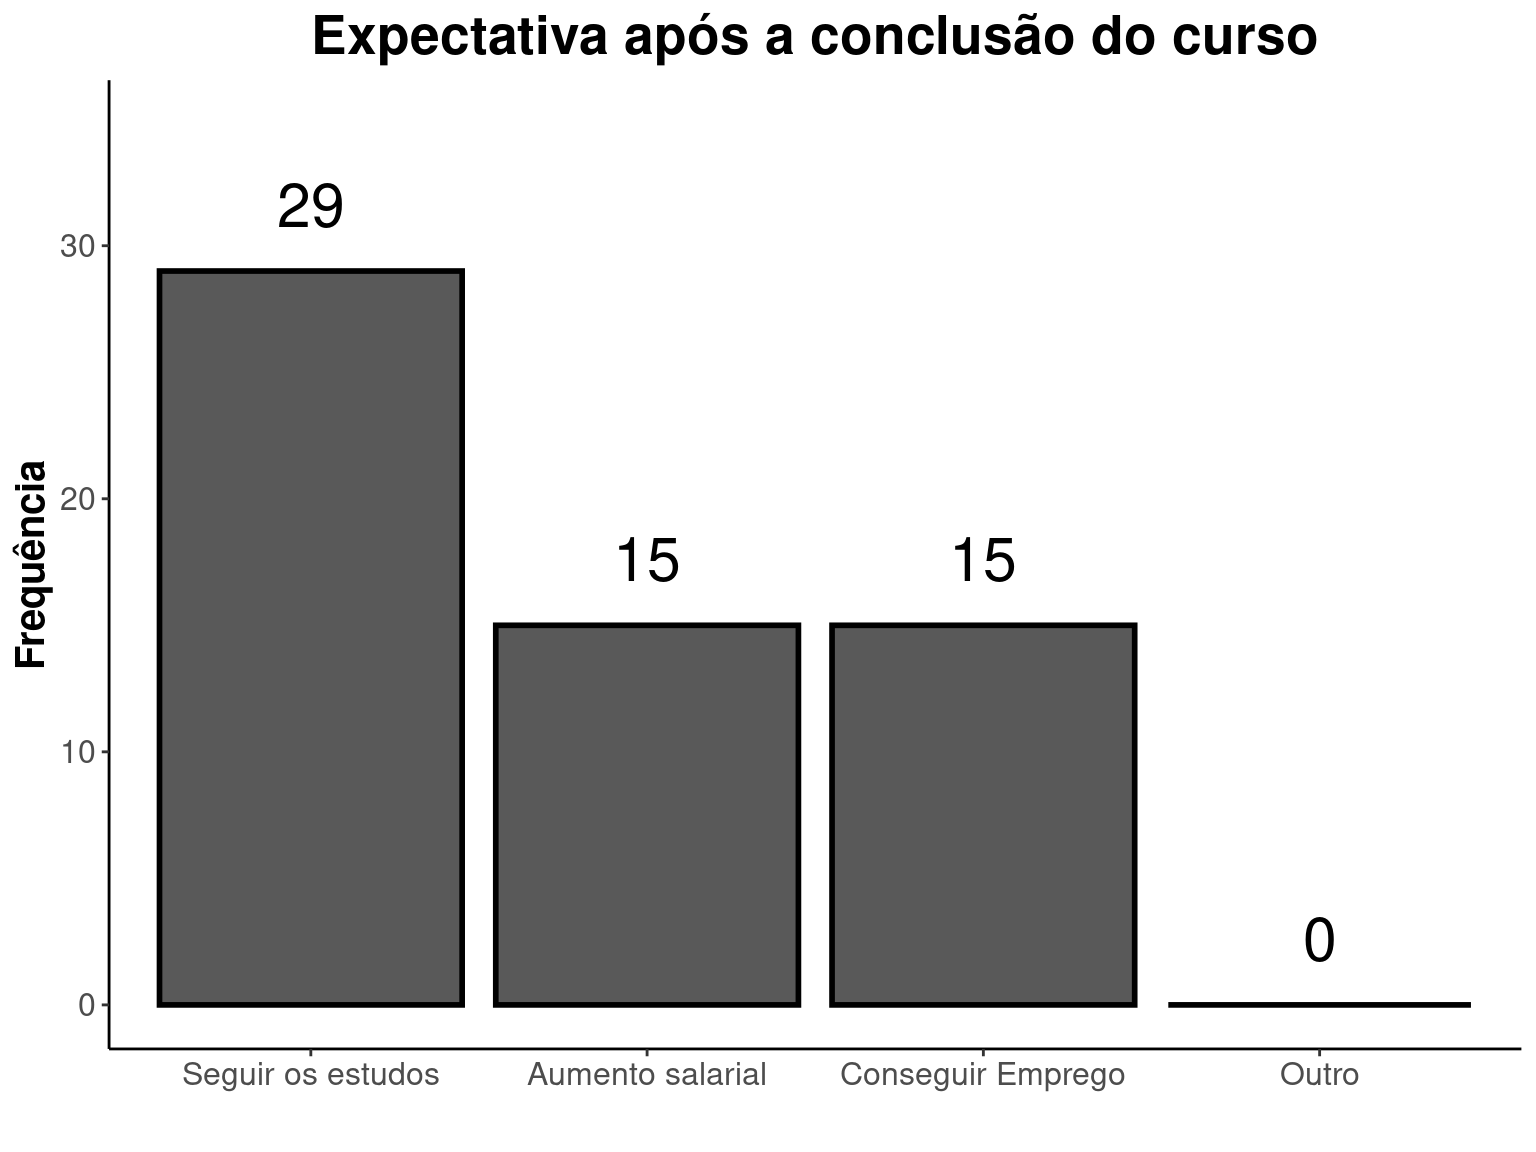 Expectativa após a conclusão do curso
Frequência
30
20
10
0
29
15
15
0
Seguir os estudos
Aumento salarial
Conseguir Emprego
Outro